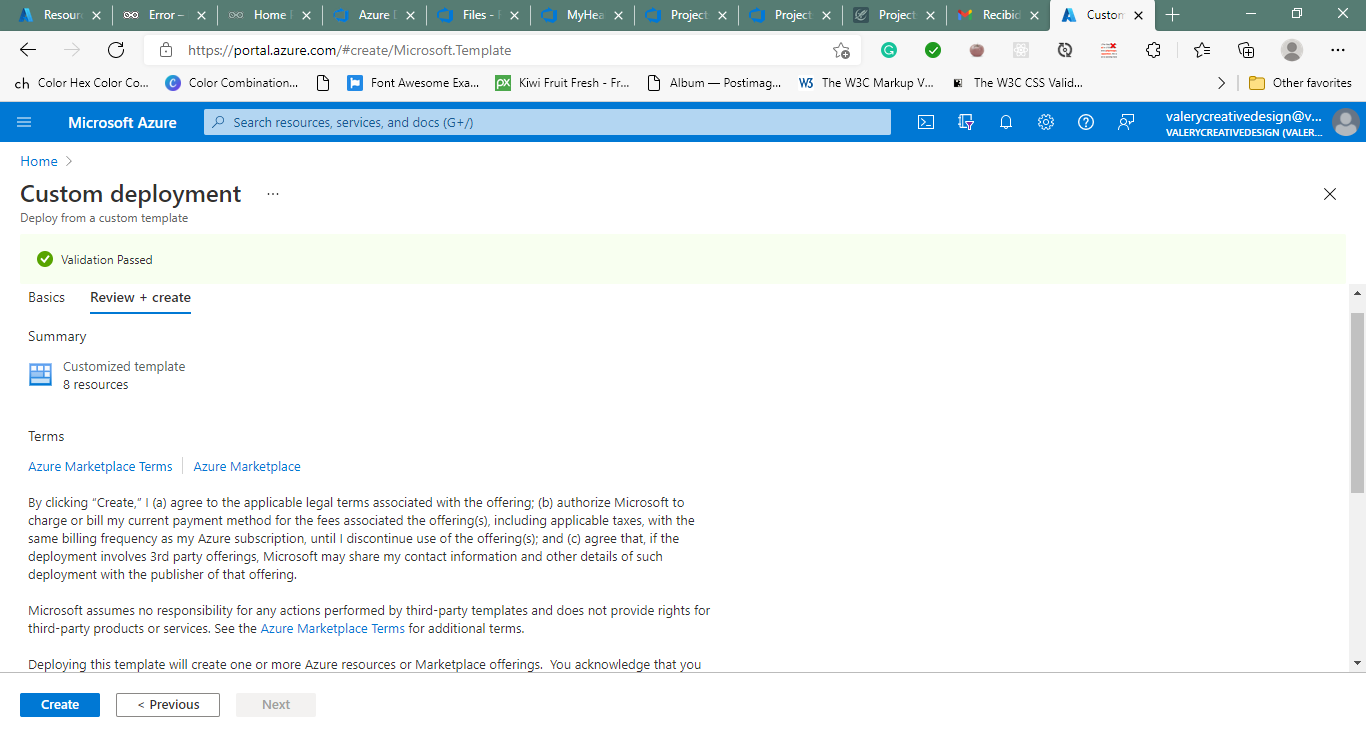 Resour
Error –
Home
Azure D
Files - F
MyHea
Project
Project
Project
Recibid
Custom
https://portal.azure.com/#create/Microsoft.Template
ch Color Hex Color Co...
C Color Combination...
Font Awesome Exa...
px Kiwi Fruit Fresh - Fr...
Album — Postimag...
W3 The W3C Markup V...
The W3C CSS Valid...
Other favorites
Microsoft Azure
Search resources, services, and docs (G+/)
valerycreativedesign@v...
VALERYCREATIVEDESIGN (VALER...
Home
Custom deployment ...
Deploy from a custom template
Validation Passed
Basics
Review + create
Summary
Customized template
8 resources
Terms
Azure Marketplace Terms
Azure Marketplace
By clicking “Create,” I (a) agree to the applicable legal terms associated with the offering; (b) authorize Microsoft to
charge or bill my current payment method for the fees associated the offering(s), including applicable taxes, with the
same billing frequency as my Azure subscription, until I discontinue use of the offering(s); and (c) agree that, if the
deployment involves 3rd party offerings, Microsoft may share my contact information and other details of such
deployment with the publisher of that offering.
Microsoft assumes no responsibility for any actions performed by third-party templates and does not provide rights for
third-party products or services. See the Azure Marketplace Terms for additional terms.
Deploying this template will create one or more Azure resources or Marketplace offerings. You acknowledge that you
Create
< Previous
Next